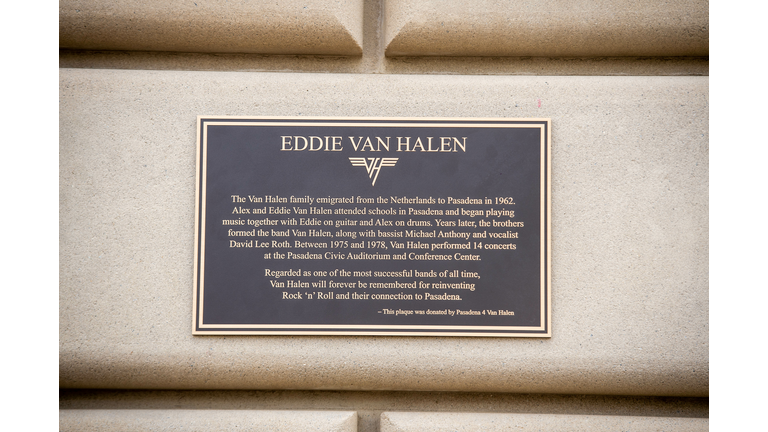 EDDIE VAN HALEN
VH
The Van Halen family emigrated from the Netherlands to Pasadena in 1962.
Alex and Eddie Van Halen attended schools in Pasadena and began playing
music together with Eddie on guitar and Alex on drums. Years later, the brothers
formed the band Van Halen, along with bassist Michael Anthony and vocalist
David Lee Roth. Between 1975 and 1978, Van Halen performed 14 concerts
at the Pasadena Civic Auditorium and Conference Center.
Regarded as one of the most successful bands of all time,
Van Halen will forever be remembered for reinventing
Rock ‘n’ Roll and their connection to Pasadena.
– This plaque was donated by Pasadena 4 Van Halen